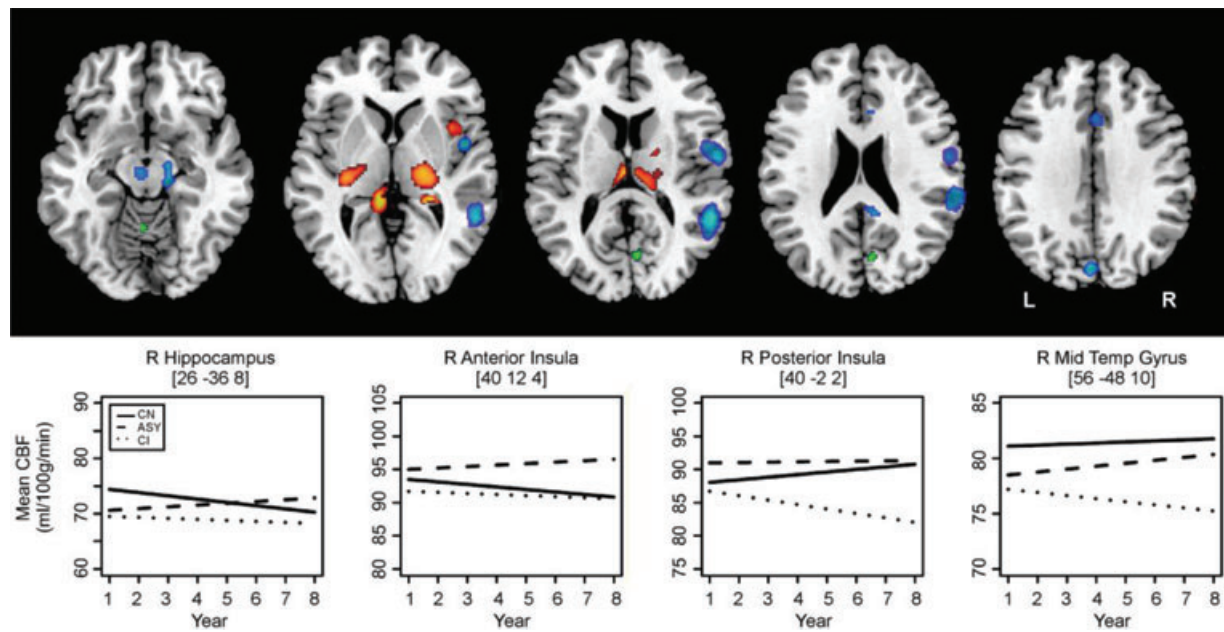 L R
R Hippocampus
[26 -36 8]
R Anterior Insula
[40 12 4]
R Posterior Insula
[40 -2 2]
R Mid Temp Gyrus
[56 -48 10]
Mean CBF
(ml/100g/min)
90
80
70
60
CN
ASY
CI
1 2 3 4 5 6 7 8
Year
105
100
95
90
85
80
1 2 3 4 5 6 7 8
Year
100
95
90
85
80
75
1 2 3 4 5 6 7 8
Year
85
80
75
70
1 2 3 4 5 6 7 8
Year